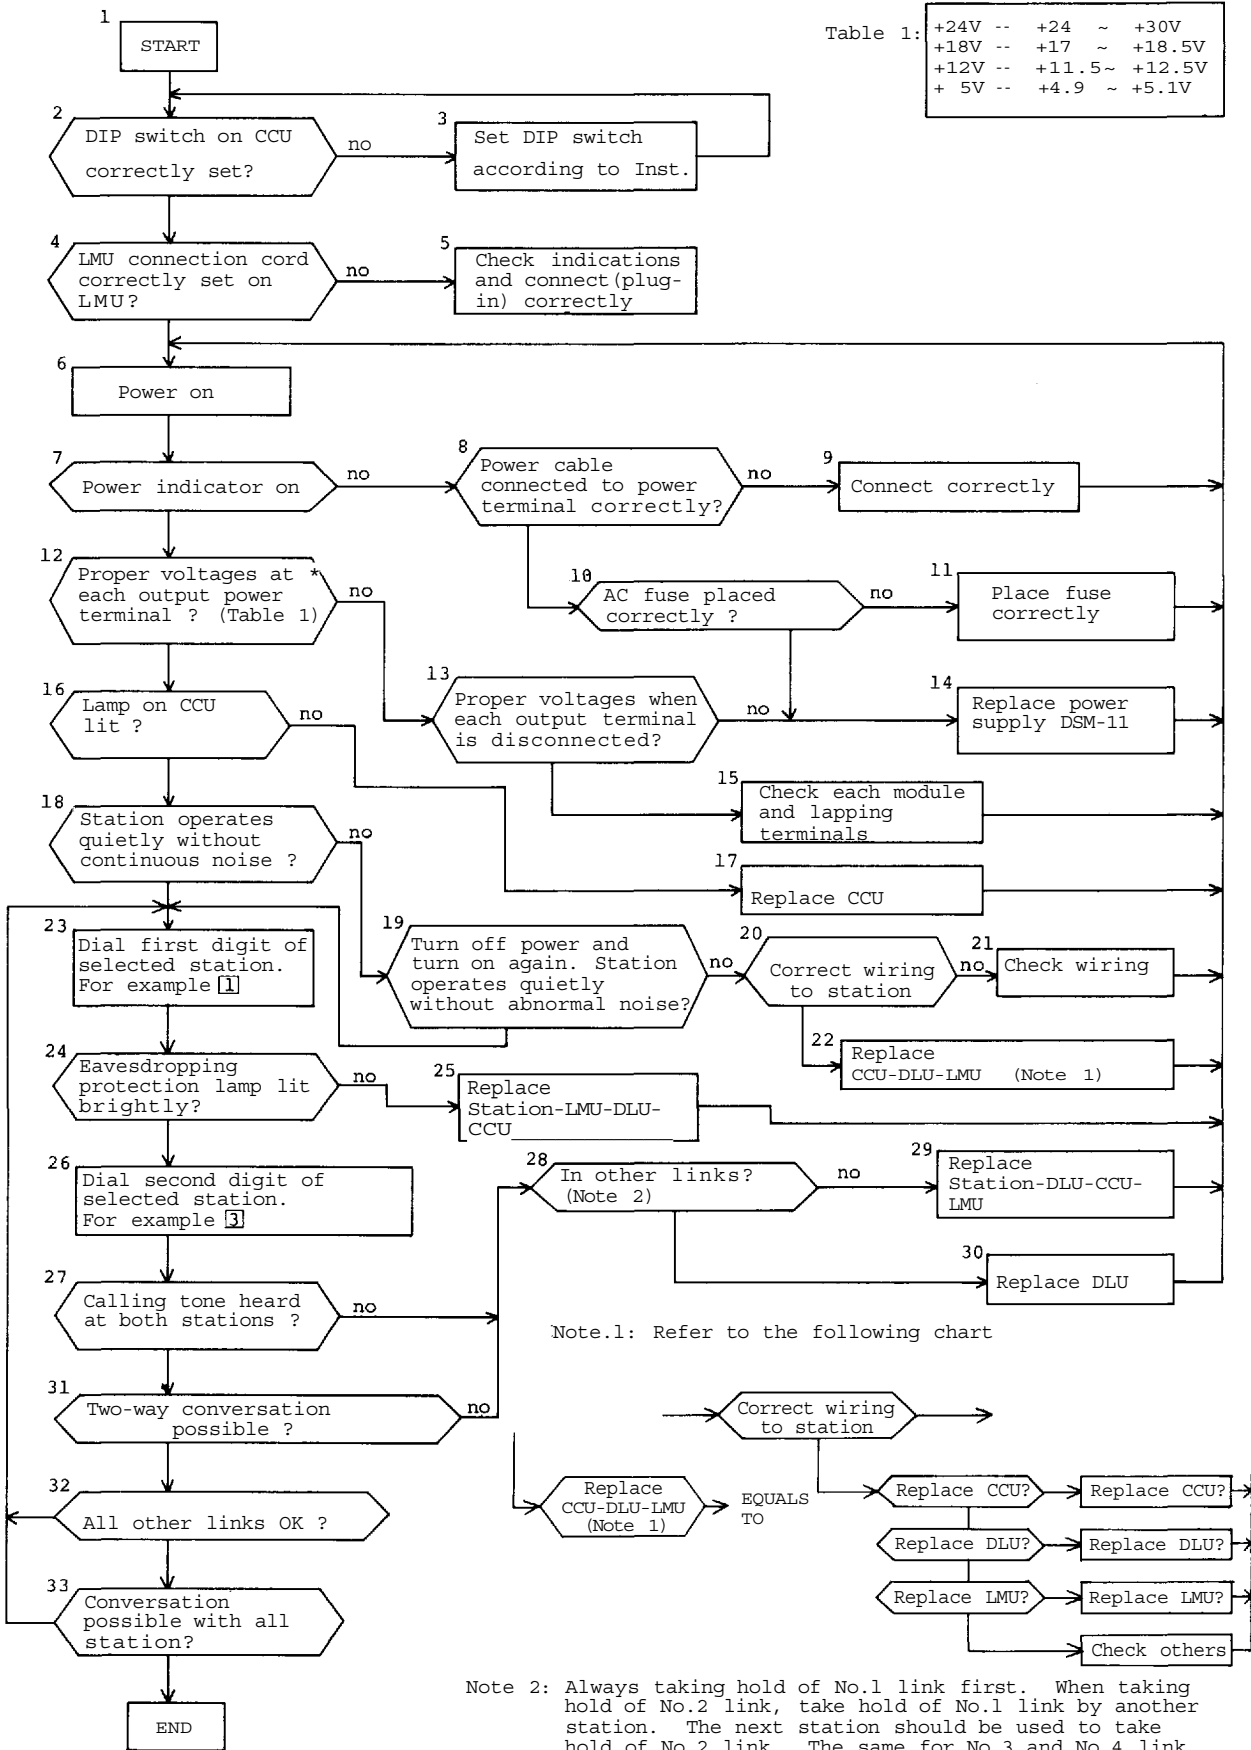 1
START
Table 1:
+24V -- +24 ~ +30V
+18V -- +17 ~ +18.5V
+12V -- +11.5~ +12.5V
+ 5V -- +4.9 ~ +5.1V
2
DIP switch on CCU
correctly set?
no
3
Set DIP switch
according to Inst.
4
LMU connection cord
correctly set on
LMU?
no
5
Check indications
and connect(plug-
in) correctly
6
Power on
7
Power indicator on
no
8
Power cable
connected to power
terminal correctly?
no
9
Connect correctly
10
AC fuse placed
correctly ?
no
11
Place fuse
correctly
12
Proper voltages at *
each output power
terminal ? (Table 1)
no
13
Proper voltages when
each output terminal
is disconnected?
no
14
Replace power
supply DSM-11
15
Check each module
and lapping
terminals
16
Lamp on CCU
lit ?
no
17
Replace CCU
18
Station operates
quietly without
continuous noise ?
no
19
Turn off power and
turn on again. Station
operates quietly
without abnormal noise?
no
20
Correct wiring
to station
no
21
Check wiring
22
Replace
CCU-DLU-LMU (Note 1)
23
Dial first digit of
selected station.
For example 1
24
Eavesdropping
protection lamp lit
brightly?
no
25
Replace
Station-LMU-DLU-
CCU
26
Dial second digit of
selected station.
For example 3
27
Calling tone heard
at both stations ?
no
28
In other links?
(Note 2)
no
29
Replace
Station-DLU-CCU-
LMU
30
Replace DLU
31
Two-way conversation
possible ?
no
32
All other links OK ?
33
Conversation
possible with all
station?
END
Note.1: Refer to the following chart
Replace
CCU-DLU-LMU
(Note 1)
EQUALS
TO
Correct wiring
to station
Replace CCU?
Replace CCU?
Replace DLU?
Replace DLU?
Replace LMU?
Replace LMU?
Check others
Note 2: Always taking hold of No.1 link first. When taking
hold of No.2 link, take hold of No.1 link by another
station. The next station should be used to take
hold of No.2 link. The same for No.3 and No.4 link